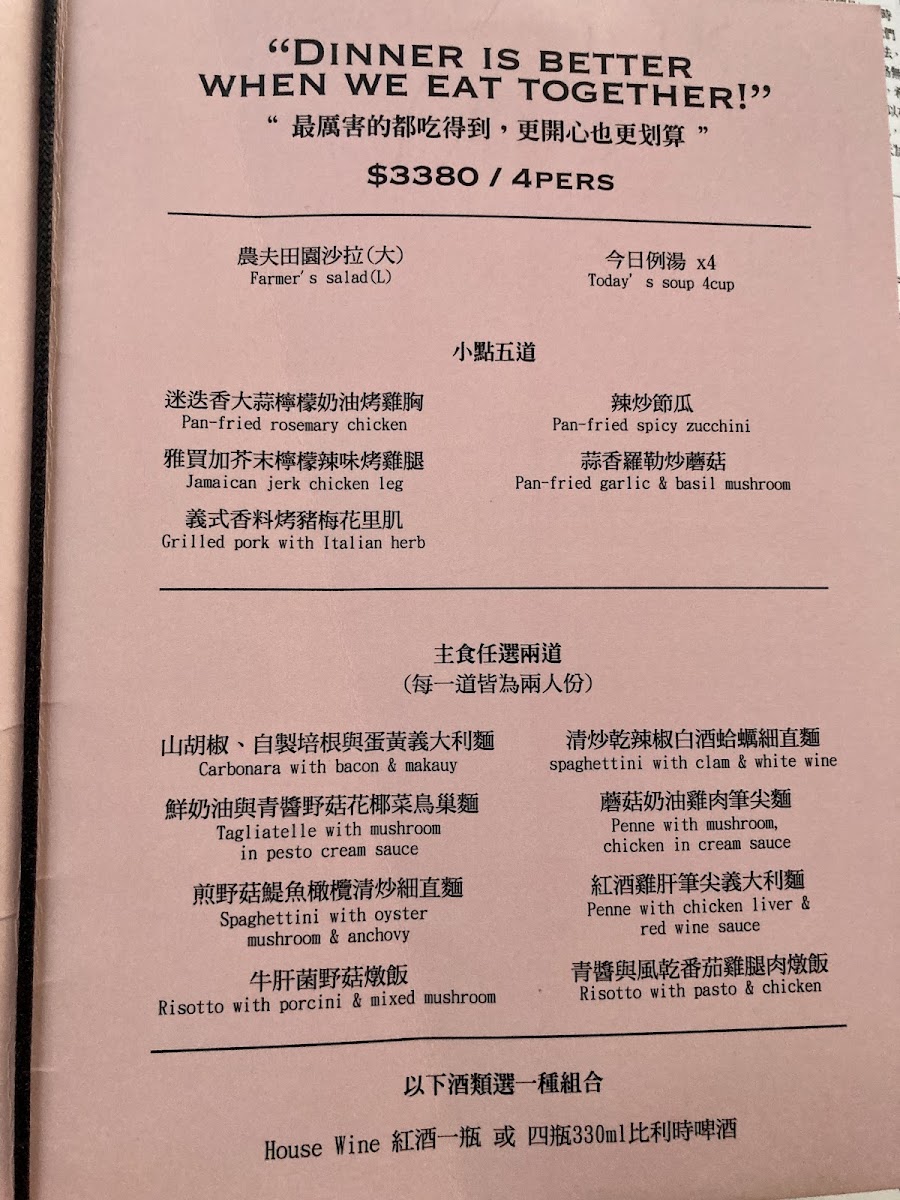 “DINNER IS BETTER
WHEN WE EAT TOGETHER!”
“ 最厲害的都吃得到，更開心也更划算 ”
$3380 / 4PERS
農夫田園沙拉(大)
Farmer's salad(L)
今日例湯 x4
Today' s soup 4cup
小點五道
迷迭香大蒜檸檬奶油烤雞胸
Pan-fried rosemary chicken
辣炒節瓜
Pan-fried spicy zucchini
雅買加芥末檸檬辣味烤雞腿
Jamaican jerk chicken leg
蒜香羅勒炒蘑菇
Pan-fried garlic & basil mushroom
義式香料烤豬梅花里肌
Grilled pork with Italian herb
主食任選兩道
(每一道皆為兩人份)
山胡椒、自製培根與蛋黃義大利麵
Carbonara with bacon & makauy
清炒乾辣椒白酒蛤蠣細直麵
spaghettini with clam & white wine
鮮奶油與青醬野菇花椰菜鳥巢麵
Tagliatelle with mushroom
in pesto cream sauce
蘑菇奶油雞肉筆尖麵
Penne with mushroom,
chicken in cream sauce
煎野菇鯷魚橄欖清炒細直麵
Spaghettini with oyster
mushroom & anchovy
紅酒雞肝筆尖義大利麵
Penne with chicken liver &
red wine sauce
牛肝菌野菇燉飯
Risotto with porcini & mixed mushroom
青醬與風乾番茄雞腿肉燉飯
Risotto with pasto & chicken
以下酒類選一種組合
House Wine 紅酒一瓶 或 四瓶330ml比利時啤酒